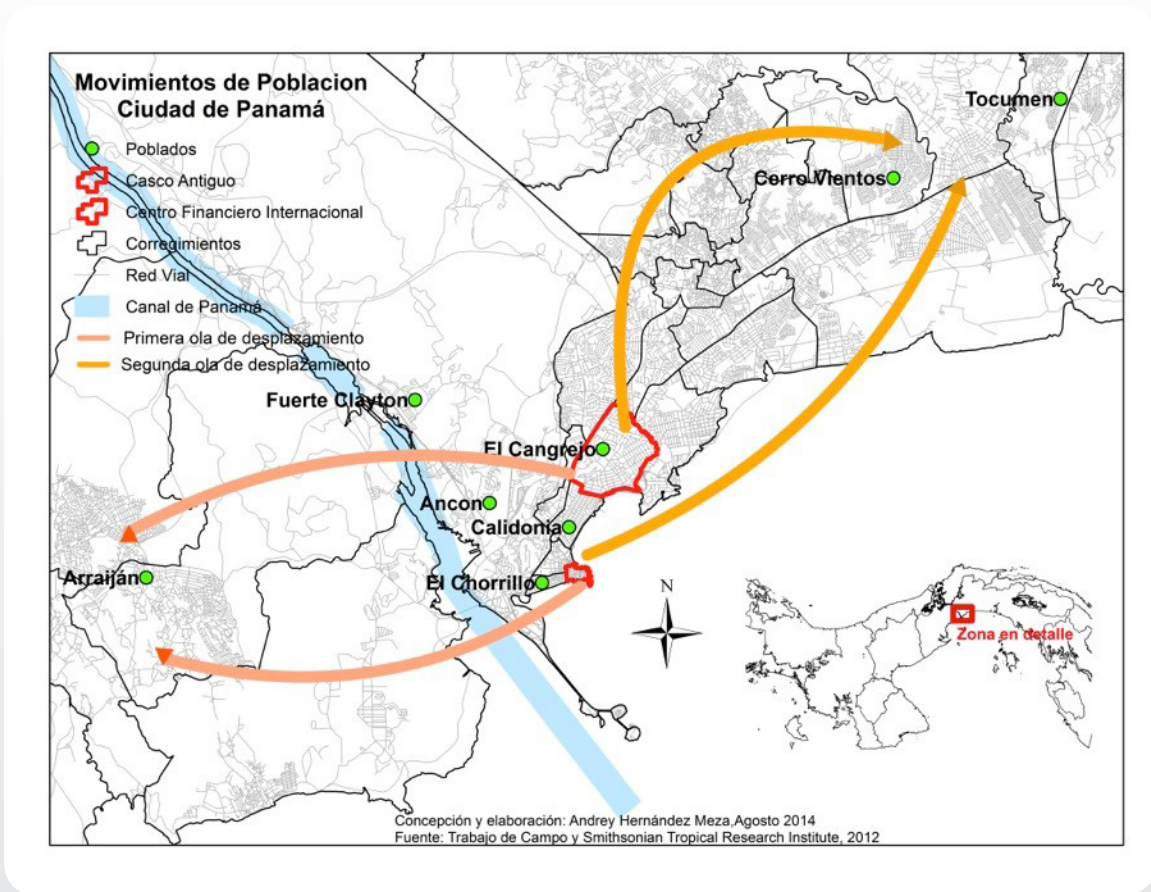 Movimientos de Poblacion
Ciudad de Panamá
Poblados
Casco Antiguo
Centro Financiero Internacional
Corregimientos
Red Vial
Canal de Panamá
Primera ola de desplazamiento
Segunda ola de desplazamiento
Tocumen
Cerro Vientos
Fuerte Clayton
El Cangrejo
Ancon
Calidonia
Arraiján
El Chorrillo
N
Zona en detalle
Concepción y elaboración: Andrey Hernández Meza,Agosto 2014
Fuente: Trabajo de Campo y Smithsonian Tropical Research Institute, 2012